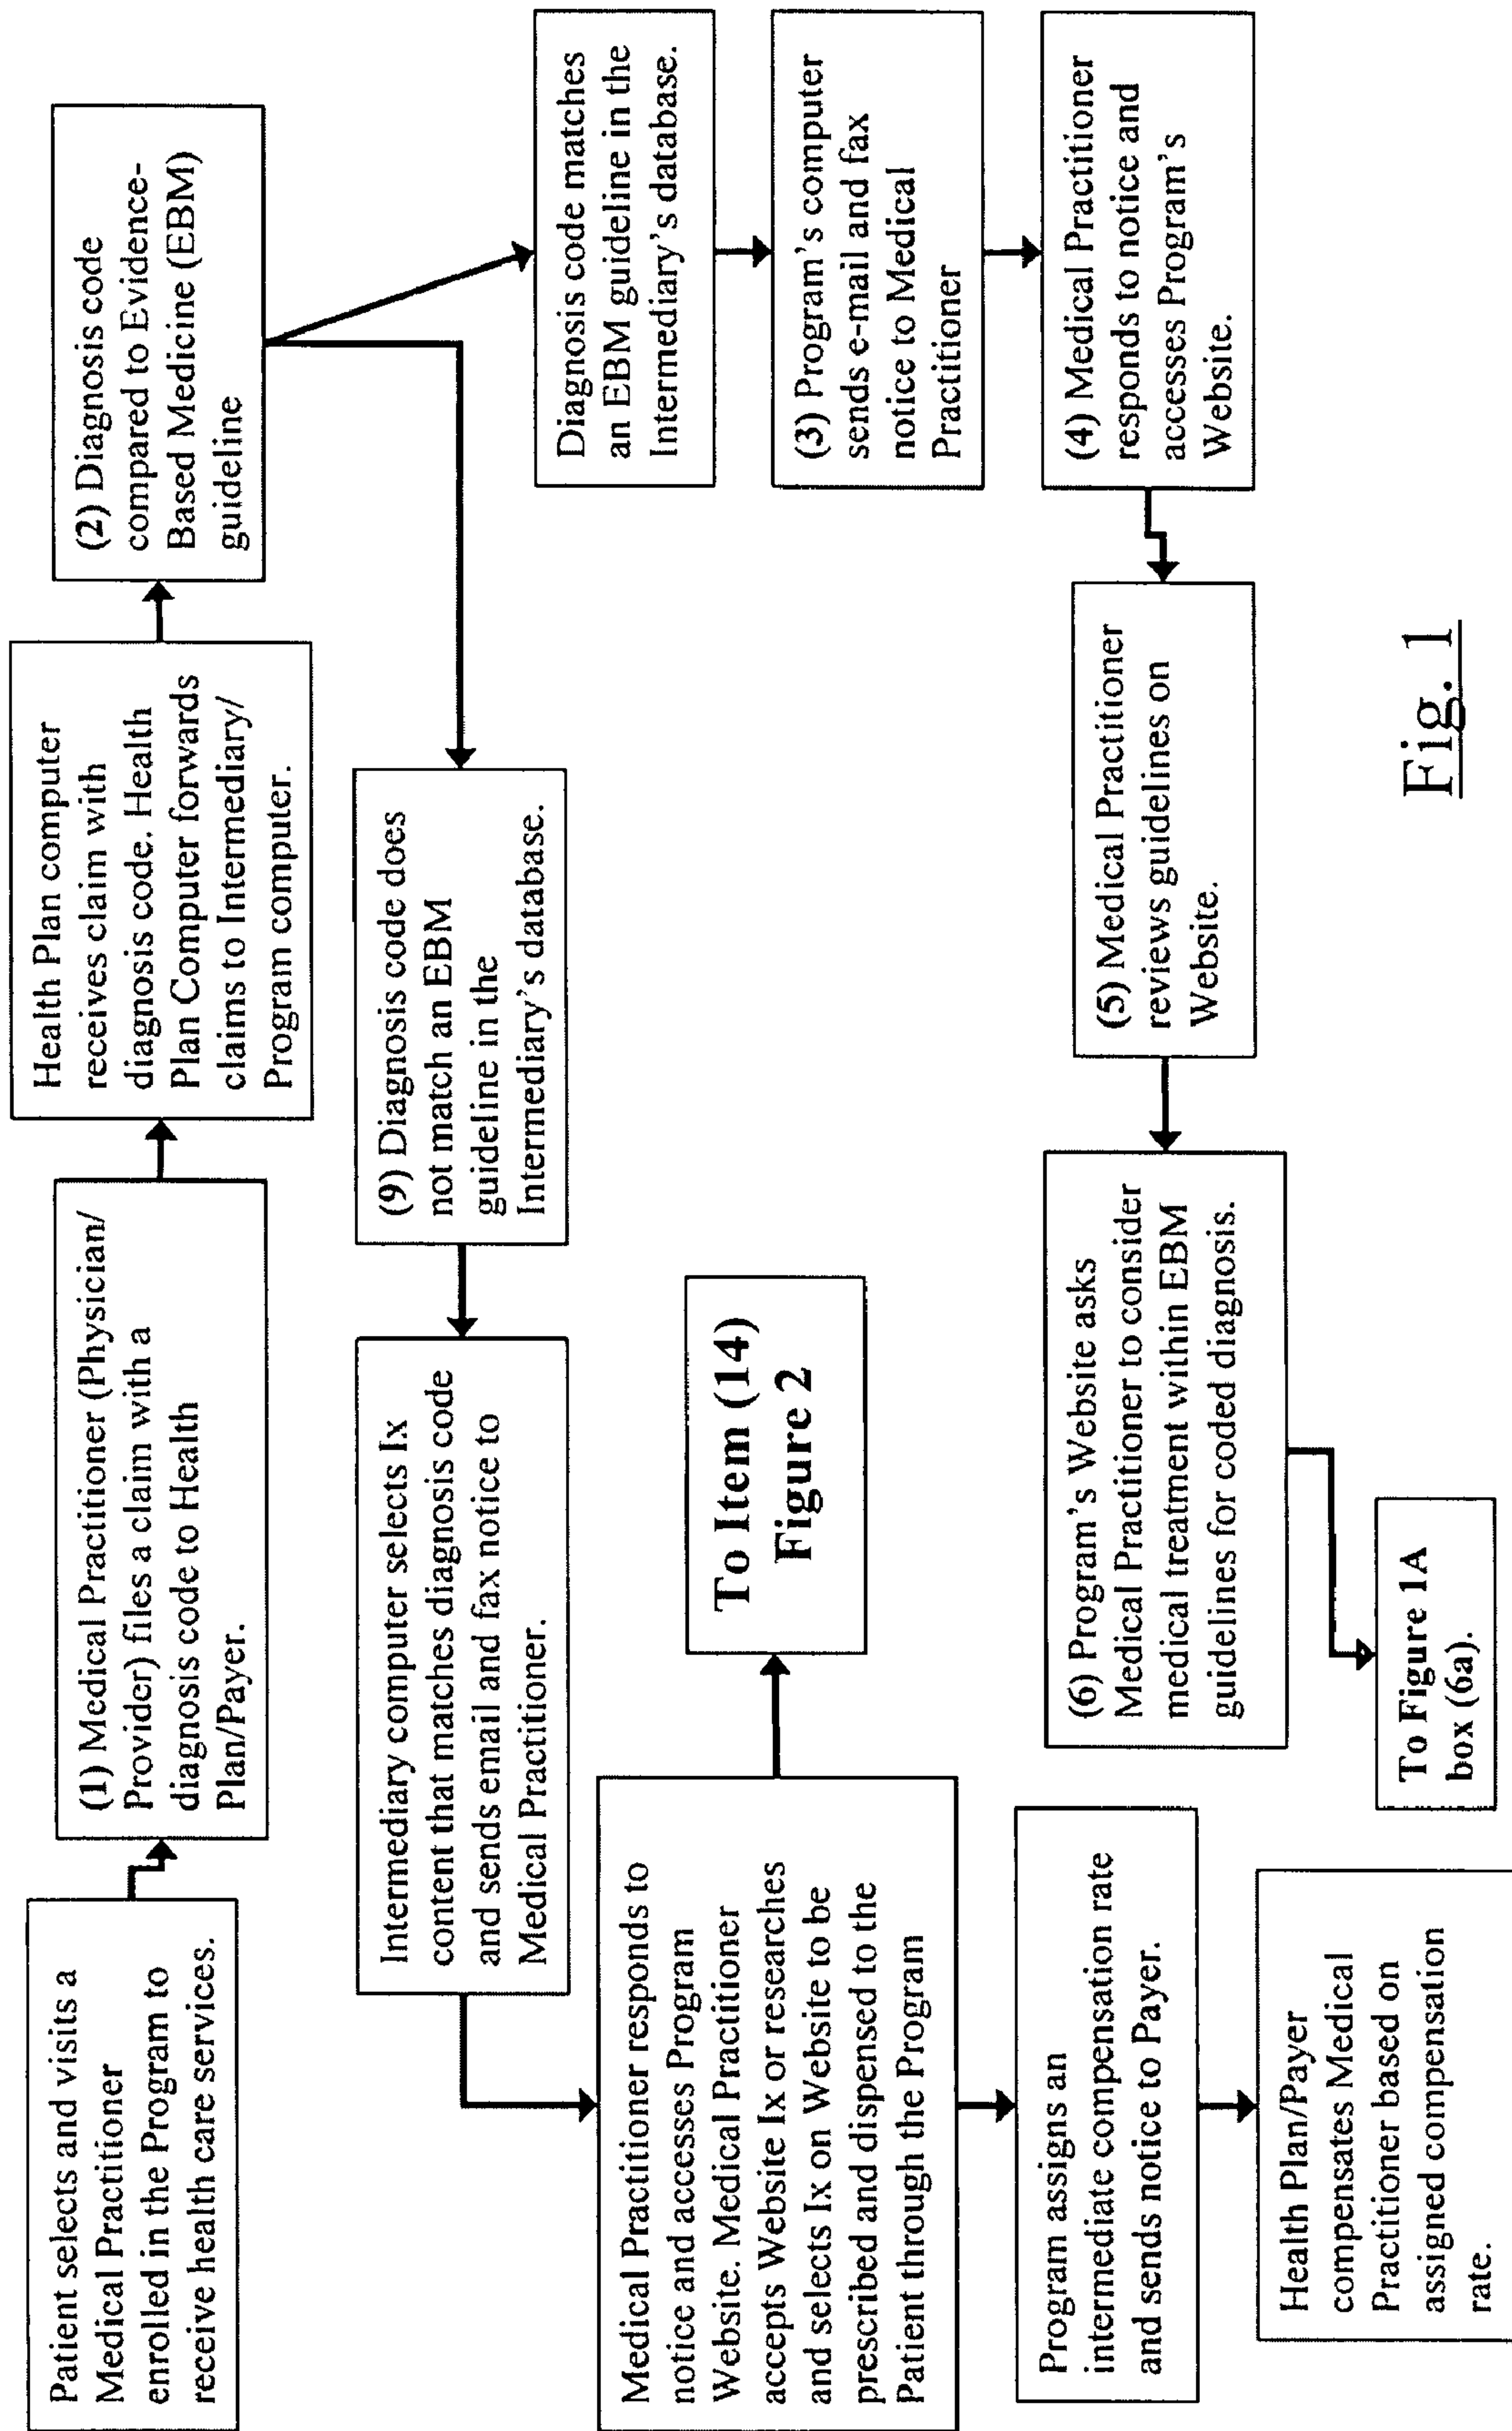 Patient selects and visits a
Medical Practitioner
enrolled in the Program to
receive health care services.
(1) Medical Practitioner (Physician/
Provider) files a claim with a
diagnosis code to Health
Plan/Payer.
Health Plan computer
receives claim with
diagnosis code. Health
Plan Computer forwards
claims to Intermediary/
Program computer.
(2) Diagnosis code
compared to Evidence-
Based Medicine (EBM)
guideline
(9) Diagnosis code does
not match an EBM
guideline in the
Intermediary's database.
Intermediary computer selects Ix
content that matches diagnosis code
and sends email and fax notice to
Medical Practitioner.
Medical Practitioner responds to
notice and accesses Program
Website. Medical Practitioner
accepts Website Ix or researches
and selects Ix on Website to be
prescribed and dispensed to the
Patient through the Program
To Item (14)
Figure 2
Program assigns an
intermediate compensation rate
and sends notice to Payer.
Health Plan/Payer
compensates Medical
Practitioner based on
assigned compensation
rate.
Diagnosis code matches
an EBM guideline in the
Intermediary's database.
(3) Program's computer
sends e-mail and fax
notice to Medical
Practitioner
(4) Medical Practitioner
responds to notice and
accesses Program's
Website.
(5) Medical Practitioner
reviews guidelines on
Website.
(6) Program's Website asks
Medical Practitioner to consider
medical treatment within EBM
guidelines for coded diagnosis.
To Figure 1A
box (6a).
Fig. 1